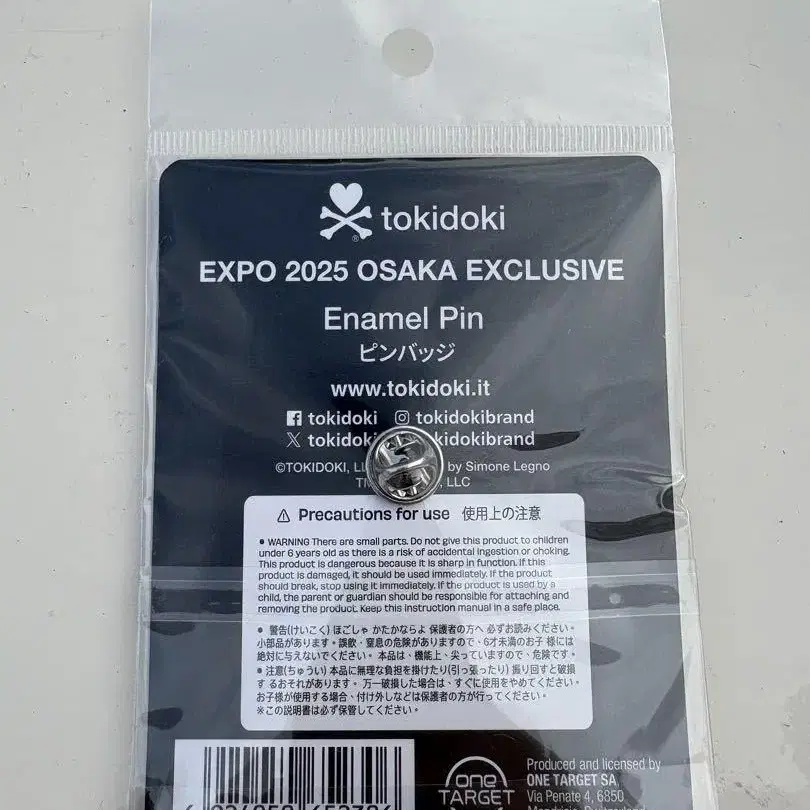 tokidoki
EXPO 2025 OSAKA EXCLUSIVE
Enamel Pin
ピンバッジ
www.tokidoki.it
tokidoki tokidokibrand
tokido kidokibrand
©TOKIDOKI, LL by Simone Legno
TM , LLC
⚠ Precautions for use 使用上の注意
• WARNING There are small parts. Do not give this product to children
under 6 years old as there is a risk of accidental ingestion or choking.
This product is dangerous because it is sharp in function. If this
product is damaged, it should be used immediately. If the product
should break, stop using it immediately. If the product is used by a
child, the parent or guardian should be responsible for attaching and
removing the product. Keep this instruction manual in a safe place.
• 警告(けいこく) ほごしゃ かたかならよ 保護者の方へ 必ずお読みください。
小部品があります。誤飲・窒息の危険がありますので、6才未満のお子 様には
絶対に与えないでください。 本品は、機能上・尖っていますので、危険です。
• 注意(ちゅうい) 本品に無理な負担を掛けたり(引っ張ったり) 振り回すと破損
す るおそれがあります。 万一破損した場合は、すぐに使用をやめてください。
お子様が使用する場合、付け外しなどは保護者の方が行ってください。
※この説明書は必ず保管してください。
one
TARGET
Produced and licensed by
ONE TARGET SA
Via Penate 4, 6850
Mendrisio, Switzerland